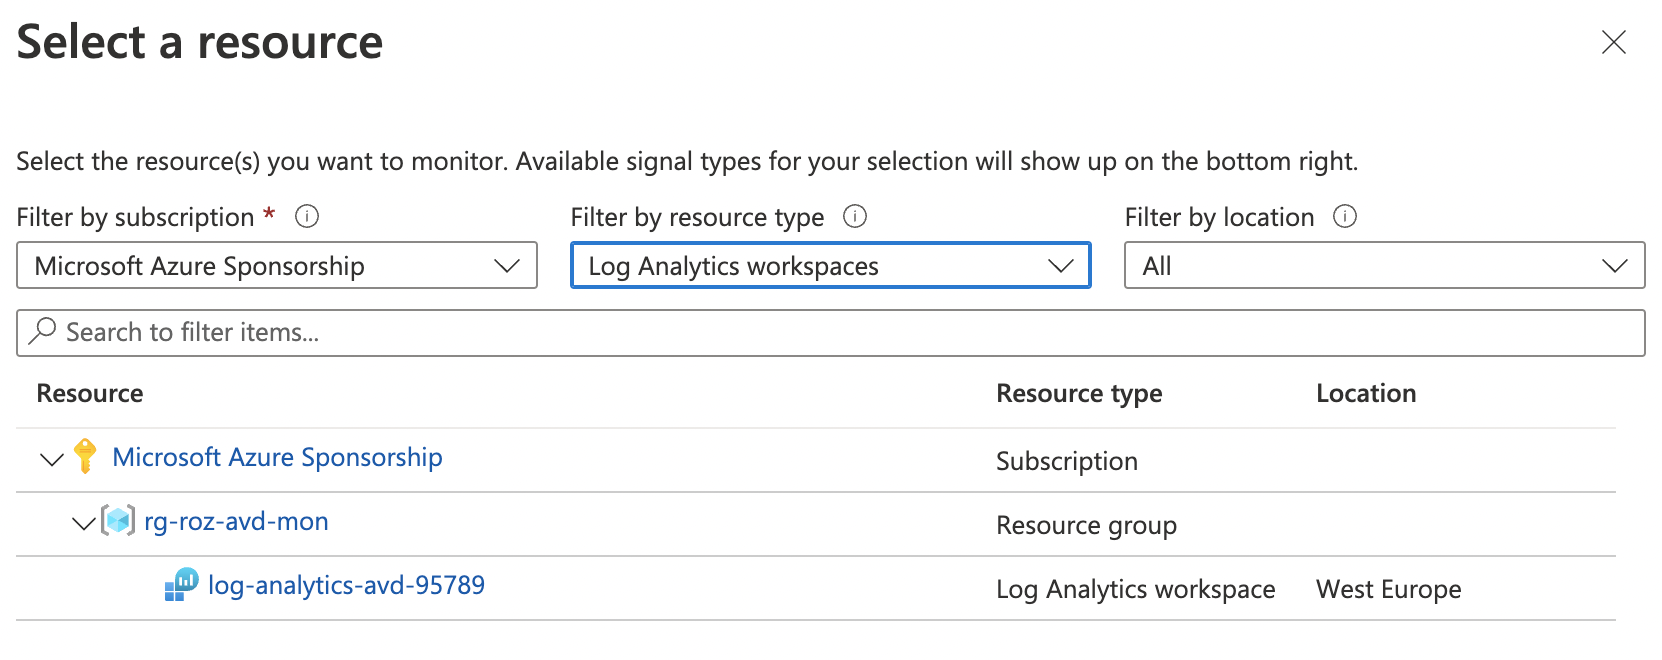 Select a resource
Select the resource(s) you want to monitor. Available signal types for your selection will show up on the bottom right.
Filter by subscription * Filter by resource type Filter by location
Microsoft Azure Sponsorship Log Analytics workspaces All
Search to filter items...
Resource Resource type Location
Microsoft Azure Sponsorship Subscription
rg-roz-avd-mon Resource group
log-analytics-avd-95789 Log Analytics workspace West Europe